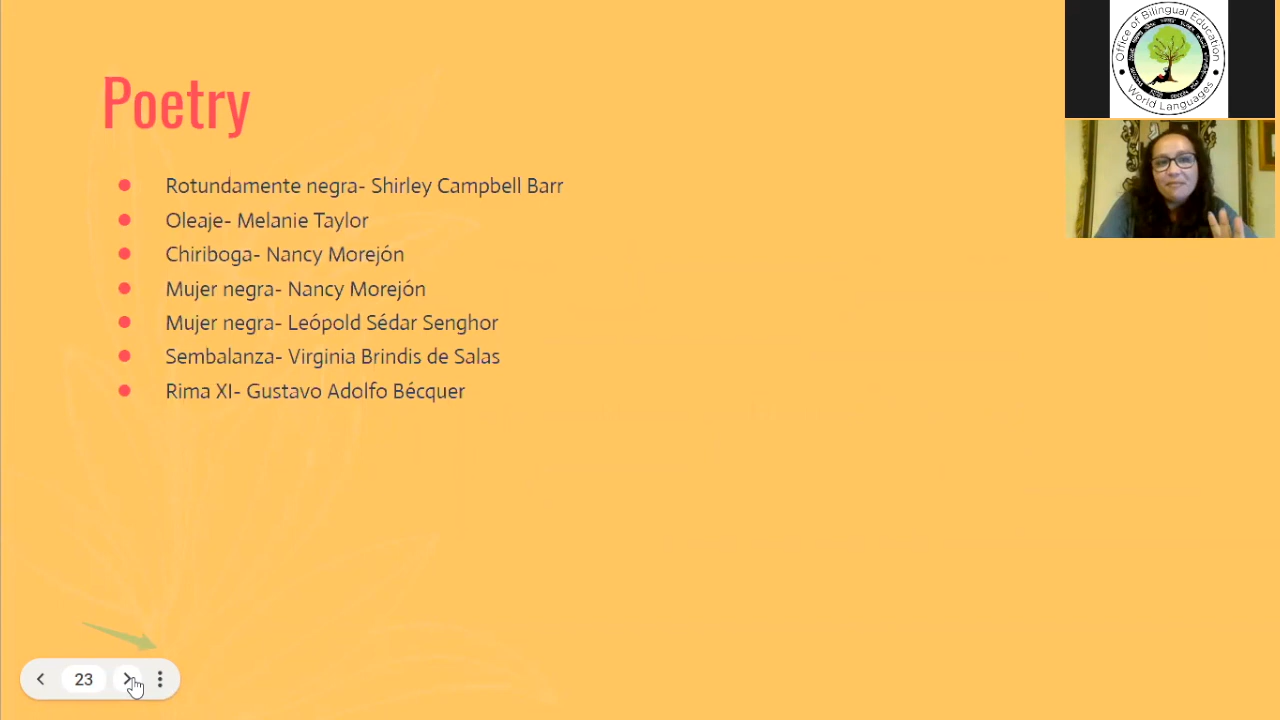 Poetry
Rotundamente negra- Shirley Campbell Barr
Oleaje- Melanie Taylor
Chiriboga- Nancy Morejón
Mujer negra- Nancy Morejón
Mujer negra- Leópold Sédar Senghor
Sembalanza- Virginia Brindis de Salas
Rima XI- Gustavo Adolfo Bécquer
Office of Bilingual Education
World Languages
23